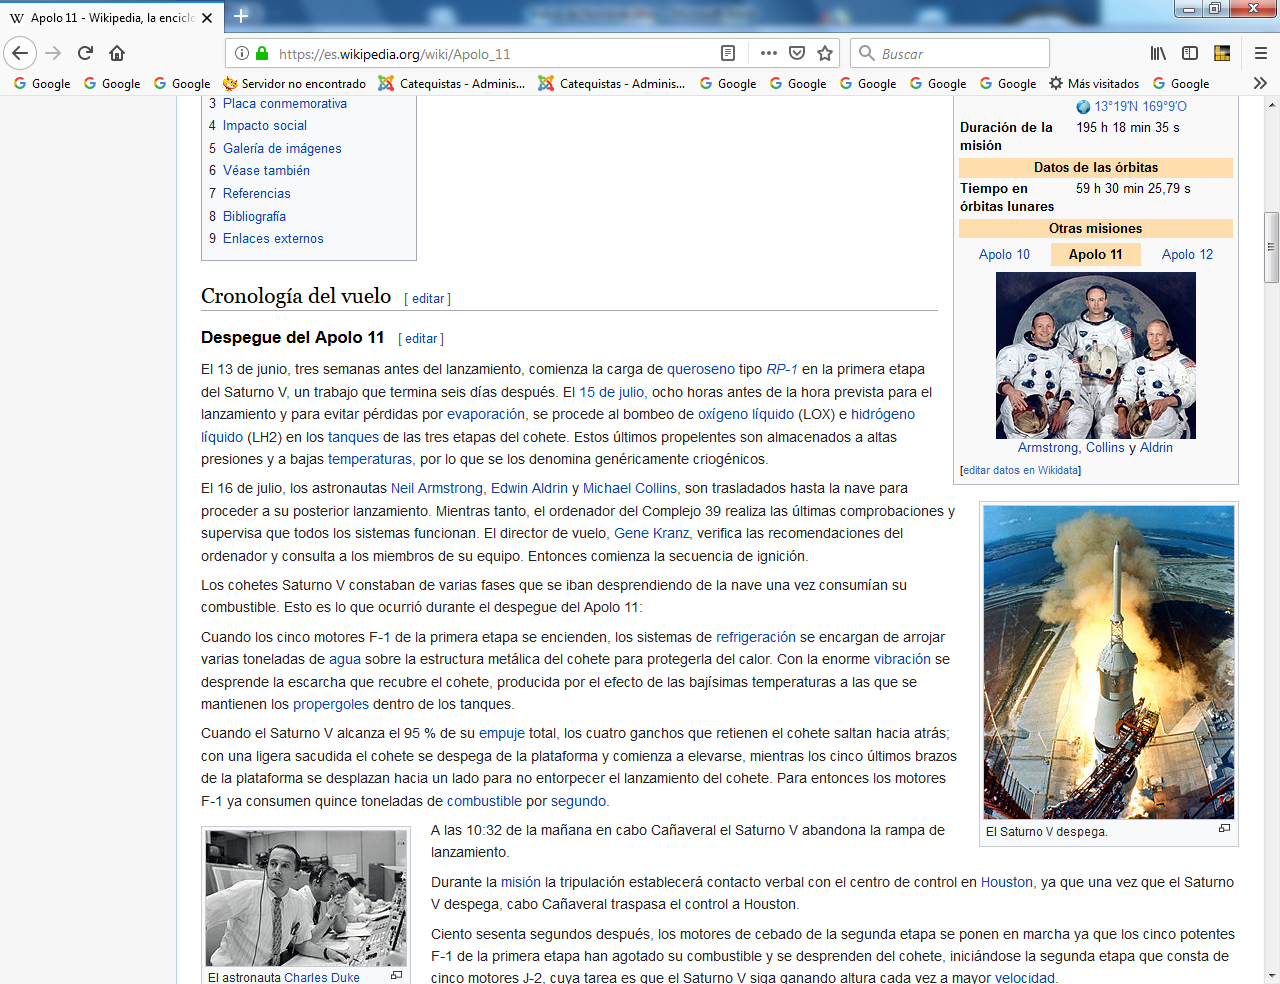 Apolo 11 - Wikipedia, la enciclo
https://es.wikipedia.org/wiki/Apolo_11
Buscar
Google
Google
Google
Servidor no encontrado
Catequistas - Adminis...
Catequistas - Adminis...
Google
Google
Google
Google
Google
Más visitados
Google
3 Placa conmemorativa
4 Impacto social
5 Galería de imágenes
6 Véase también
7 Referencias
8 Bibliografía
9 Enlaces externos
13°19′N 169°9′O
Duración de la misión
195 h 18 min 35 s
Datos de las órbitas
Tiempo en órbitas lunares
59 h 30 min 25,79 s
Otras misiones
Apolo 10 Apolo 11 Apolo 12
Armstrong, Collins y Aldrin
[editar datos en Wikidata]
Cronología del vuelo [ editar ]
Despegue del Apolo 11 [ editar ]
El 13 de junio, tres semanas antes del lanzamiento, comienza la carga de queroseno tipo RP-1 en la primera etapa
del Saturno V, un trabajo que termina seis días después. El 15 de julio, ocho horas antes de la hora prevista para el
lanzamiento y para evitar pérdidas por evaporación, se procede al bombeo de oxígeno líquido (LOX) e hidrógeno
líquido (LH2) en los tanques de las tres etapas del cohete. Estos últimos propelentes son almacenados a altas
presiones y a bajas temperaturas, por lo que se los denomina genéricamente criogénicos.
El 16 de julio, los astronautas Neil Armstrong, Edwin Aldrin y Michael Collins, son trasladados hasta la nave para
proceder a su posterior lanzamiento. Mientras tanto, el ordenador del Complejo 39 realiza las últimas comprobaciones y
supervisa que todos los sistemas funcionan. El director de vuelo, Gene Kranz, verifica las recomendaciones del
ordenador y consulta a los miembros de su equipo. Entonces comienza la secuencia de ignición.
Los cohetes Saturno V constaban de varias fases que se iban desprendiendo de la nave una vez consumían su
combustible. Esto es lo que ocurrió durante el despegue del Apolo 11:
Cuando los cinco motores F-1 de la primera etapa se encienden, los sistemas de refrigeración se encargan de arrojar
varias toneladas de agua sobre la estructura metálica del cohete para protegerla del calor. Con la enorme vibración se
desprende la escarcha que recubre el cohete, producida por el efecto de las bajísimas temperaturas a las que se
mantienen los propergoles dentro de los tanques.
Cuando el Saturno V alcanza el 95 % de su empuje total, los cuatro ganchos que retienen el cohete saltan hacia atrás;
con una ligera sacudida el cohete se despega de la plataforma y comienza a elevarse, mientras los cinco últimos brazos
de la plataforma se desplazan hacia un lado para no entorpecer el lanzamiento del cohete. Para entonces los motores
F-1 ya consumen quince toneladas de combustible por segundo.
El Saturno V despega.
A las 10:32 de la mañana en cabo Cañaveral el Saturno V abandona la rampa de
lanzamiento.
Durante la misión la tripulación establecerá contacto verbal con el centro de control en Houston, ya que una vez que el Saturno
V despega, cabo Cañaveral traspasa el control a Houston.
Ciento sesenta segundos después, los motores de cebado de la segunda etapa se ponen en marcha ya que los cinco potentes
F-1 de la primera etapa han agotado su combustible y se desprenden del cohete, iniciándose la segunda etapa que consta de
cinco motores J-2, cuya tarea es que el Saturno V siga ganando altura cada vez a mayor velocidad.
El astronauta Charles Duke